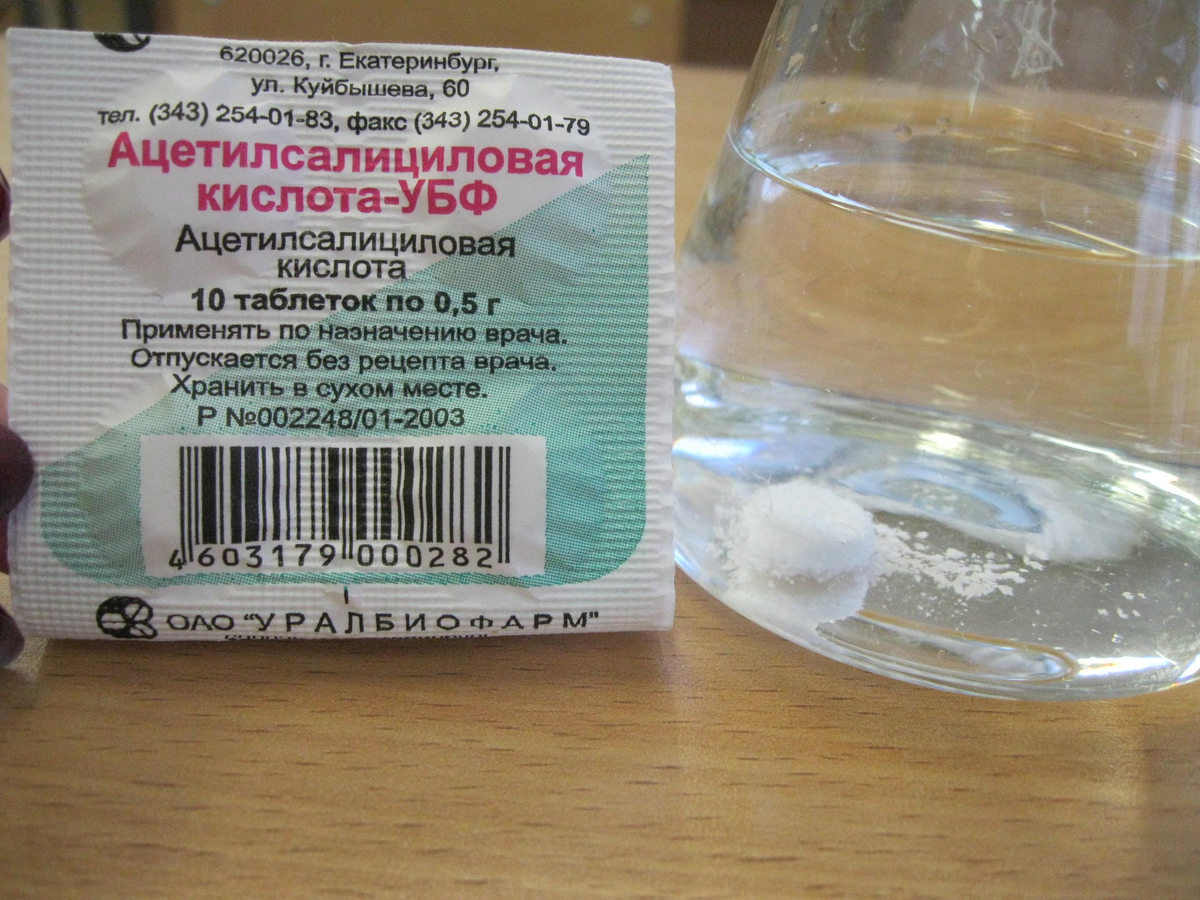 620026, г. Екатеринбург,
ул. Куйбышева, 60
тел. (343) 254-01-83, факс (343) 254-01-79
Ацетилсалициловая
кислота-УБФ
Ацетилсалициловая
кислота
10 таблеток по 0,5 г
Применять по назначению врача.
Отпускается без рецепта врача.
Хранить в сухом месте.
Р №002248/01-2003
4 603179 000282
ОАО "УРАЛБИОФАРМ"